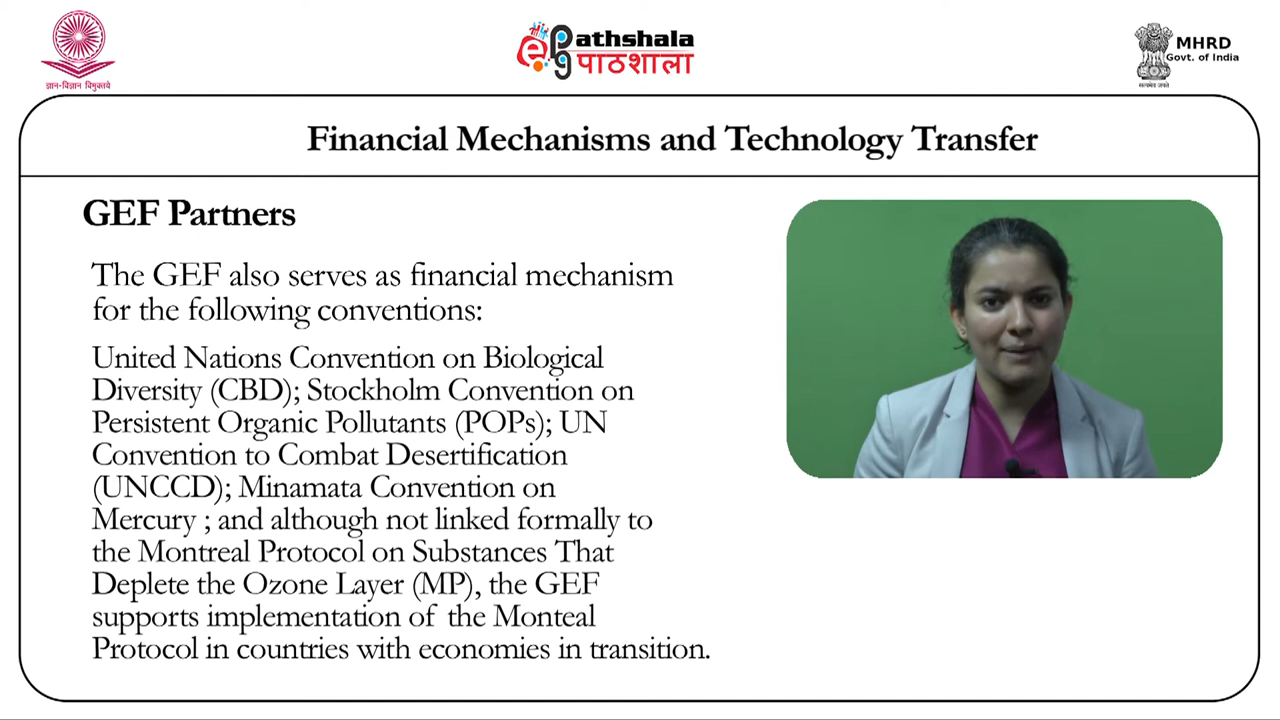 ज्ञान-विज्ञान विमुक्तये
e Pathshala
पाठशाला
MHRD
Govt. of India
सत्यमेव जयते
Financial Mechanisms and Technology Transfer
GEF Partners
The GEF also serves as financial mechanism
for the following conventions:
United Nations Convention on Biological
Diversity (CBD); Stockholm Convention on
Persistent Organic Pollutants (POPs); UN
Convention to Combat Desertification
(UNCCD); Minamata Convention on
Mercury ; and although not linked formally to
the Montreal Protocol on Substances That
Deplete the Ozone Layer (MP), the GEF
supports implementation of the Monteal
Protocol in countries with economies in transition.